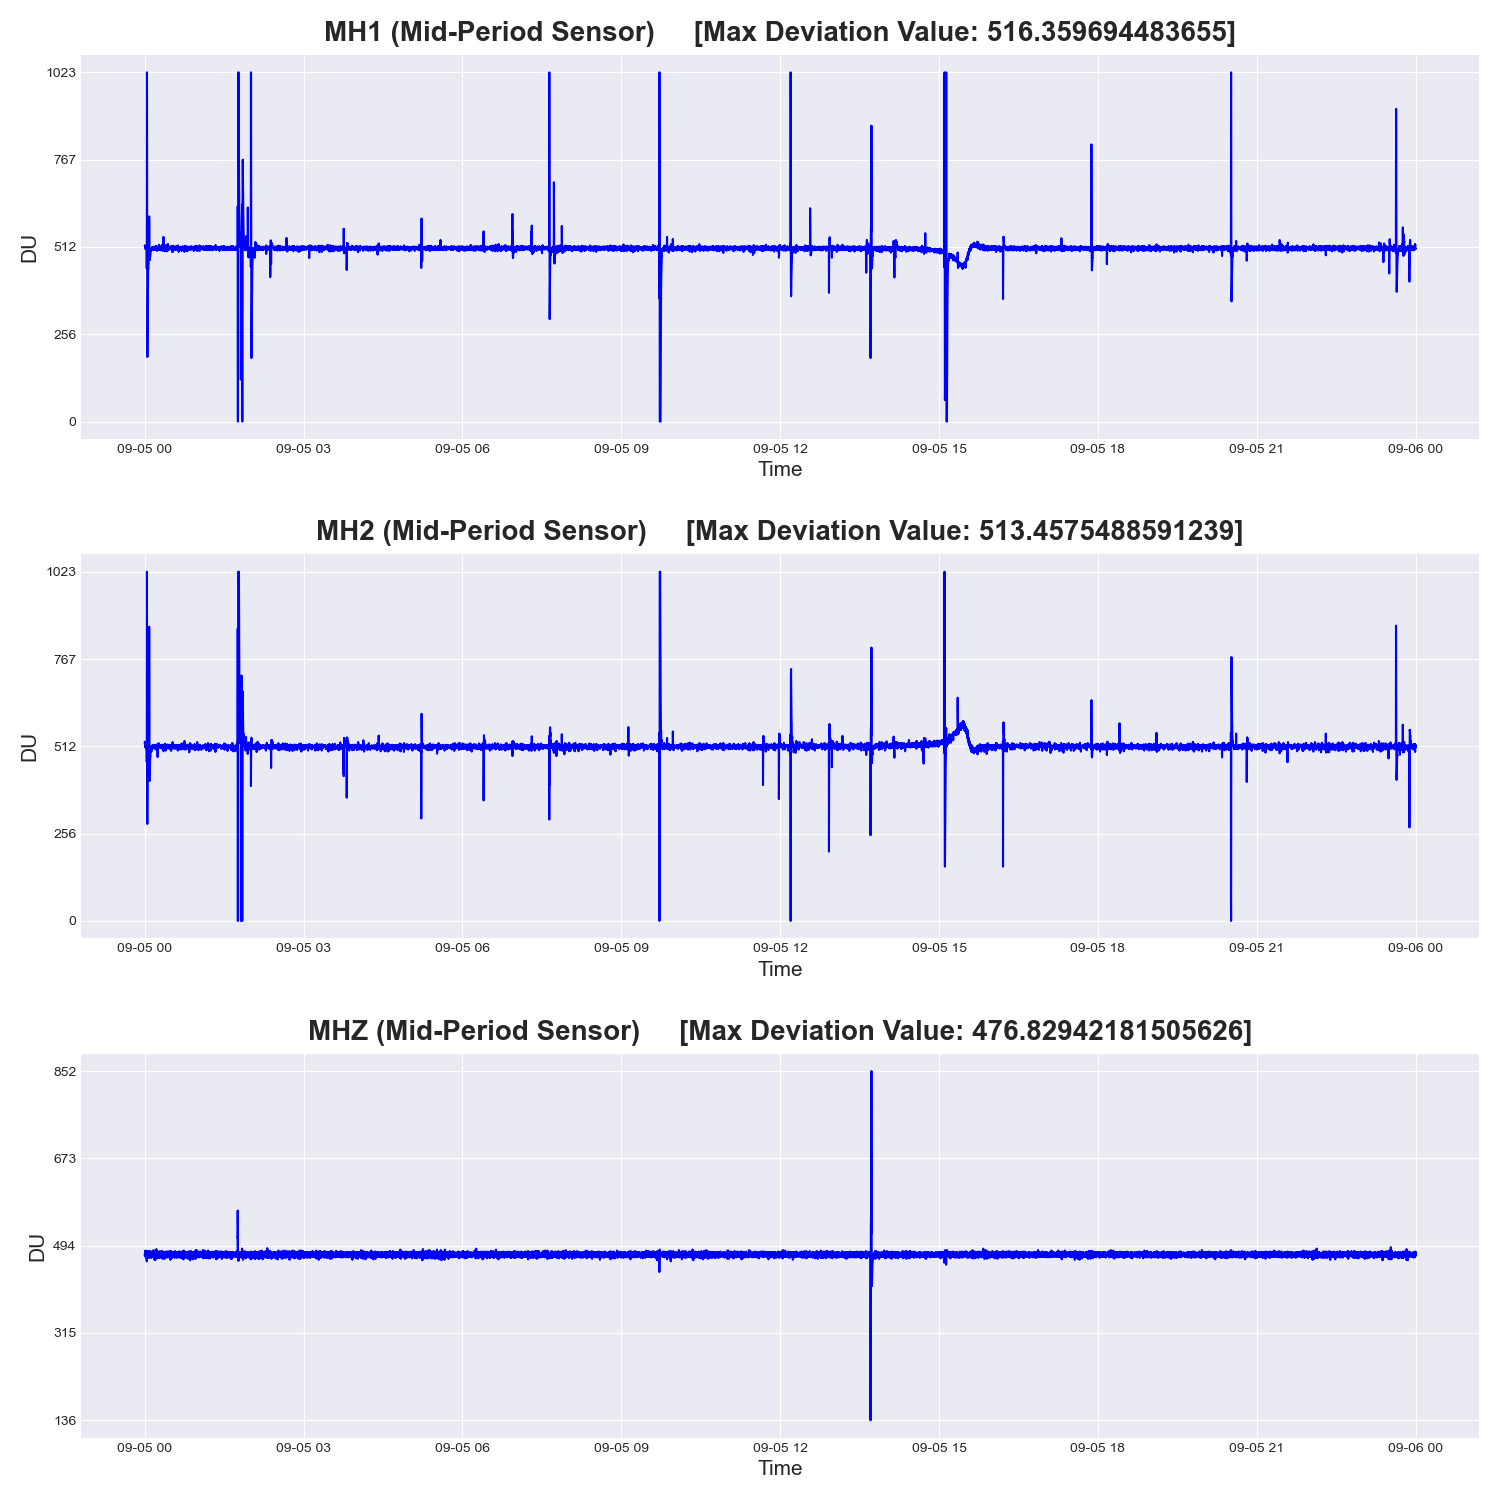 MH1 (Mid-Period Sensor) [Max Deviation Value: 516.359694483655]
1023
767
512
256
0
DU
09-05 00 09-05 03 09-05 06 09-05 09 09-05 12 09-05 15 09-05 18 09-05 21 09-06 00
Time
MH2 (Mid-Period Sensor) [Max Deviation Value: 513.4575488591239]
1023
767
512
256
0
DU
09-05 00 09-05 03 09-05 06 09-05 09 09-05 12 09-05 15 09-05 18 09-05 21 09-06 00
Time
MHZ (Mid-Period Sensor) [Max Deviation Value: 476.82942181505626]
852
673
494
315
136
DU
09-05 00 09-05 03 09-05 06 09-05 09 09-05 12 09-05 15 09-05 18 09-05 21 09-06 00
Time